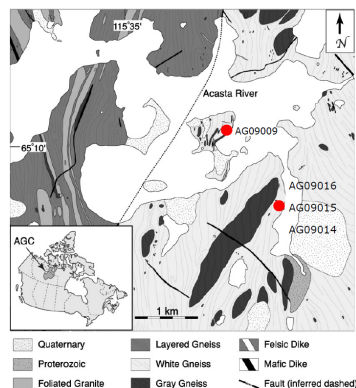 115°35'
N
Acasta River
AG09009
65°10'
AG09016
AG09015
AG09014
AGC
1 km
Quaternary
Layered Gneiss
Felsic Dike
Proterozoic
White Gneiss
Mafic Dike
Foliated Granite
Gray Gneiss
Fault (inferred dashed)